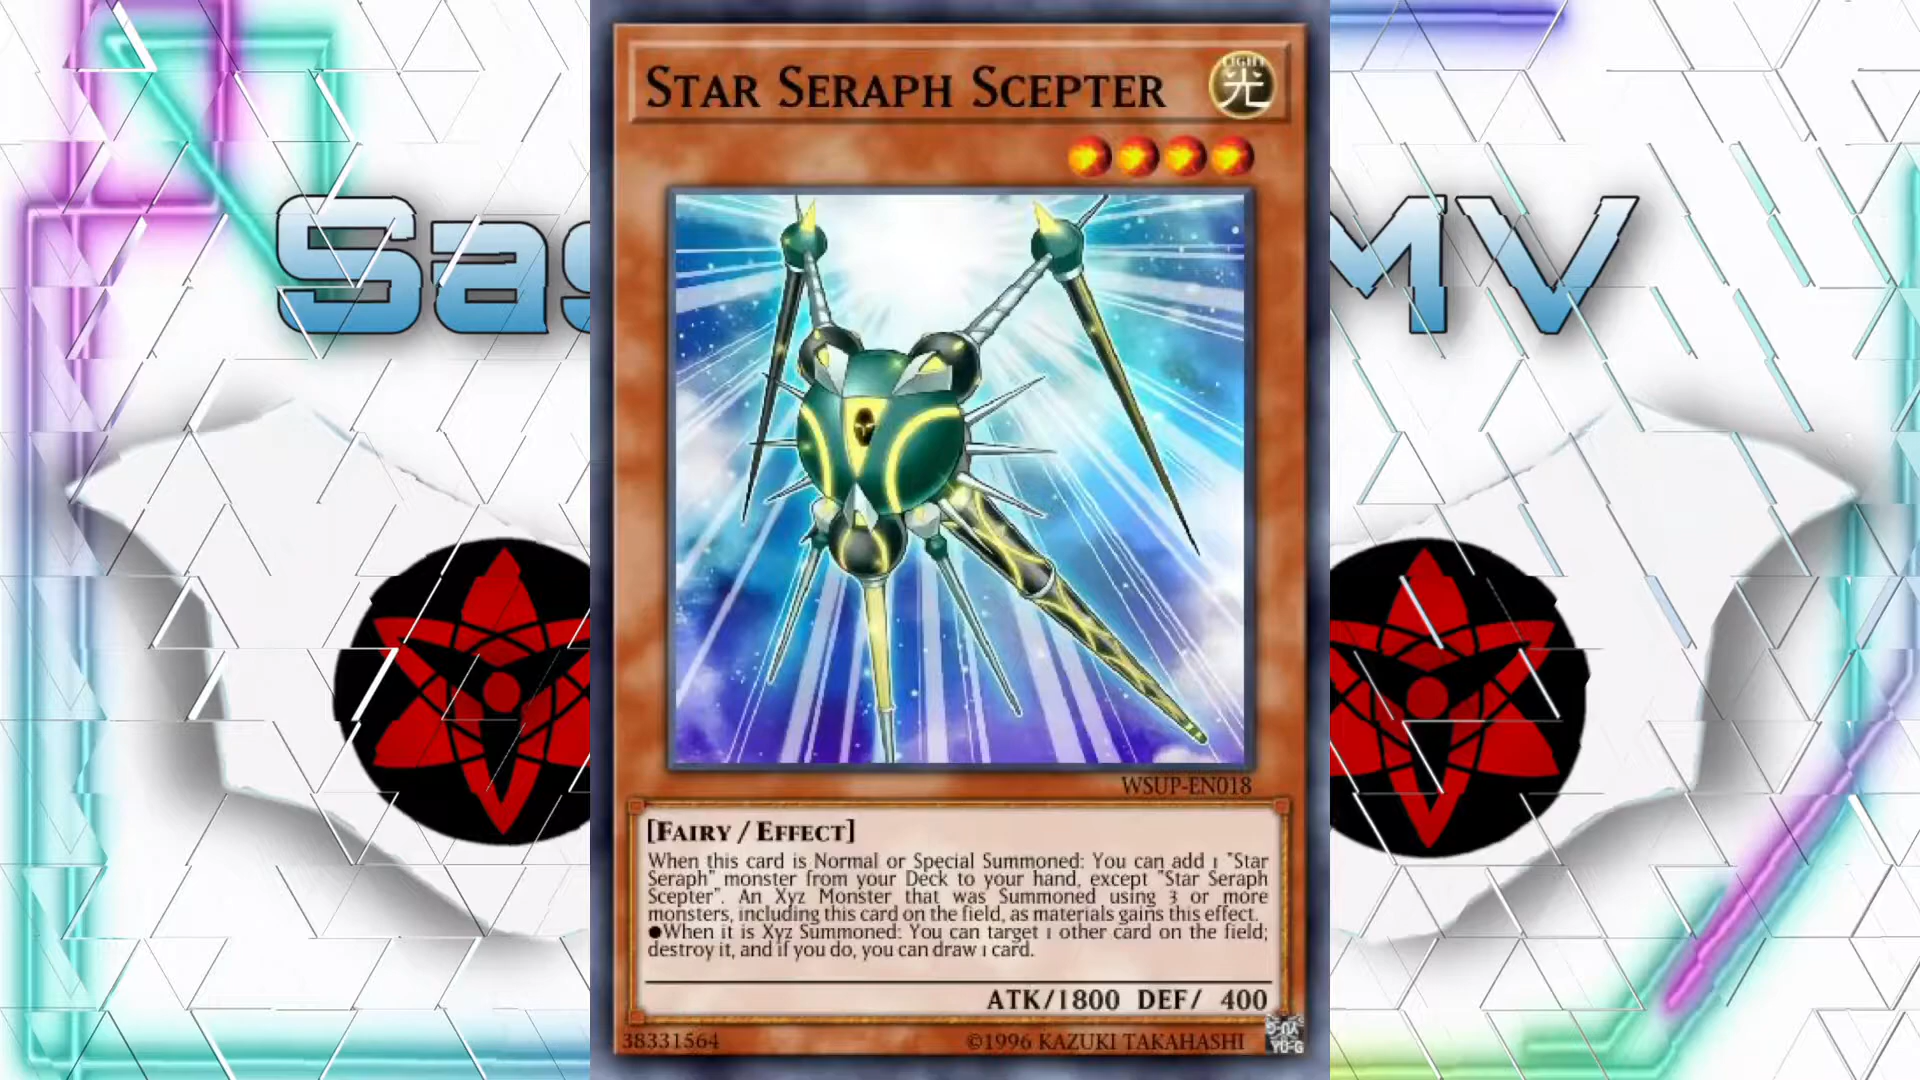 STAR SERAPH SCEPTER
LIGHT
光
Sas
MV
WSUP-EN018
[FAIRY / EFFECT]
When this card is Normal or Special Summoned: You can add 1 "Star
Seraph" monster from your Deck to your hand, except "Star Seraph
Scepter". An Xyz Monster that was Summoned using 3 or more
monsters, including this card on the field, as materials gains this effect.
●When it is Xyz Summoned: You can target 1 other card on the field;
destroy it, and if you do, you can draw 1 card.
ATK/1800 DEF/ 400
38331564
©1996 KAZUKI TAKAHASHI